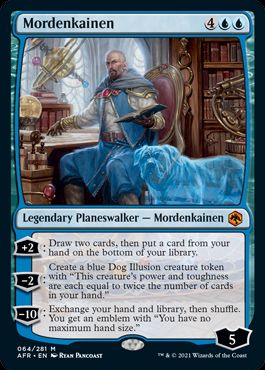 Mordenkainen 4
Legendary Planeswalker — Mordenkainen
+2 : Draw two cards, then put a card from your
hand on the bottom of your library.
Create a blue Dog Illusion creature token
−2 : with “This creature's power and toughness
are each equal to twice the number of cards
in your hand.”
−10 : Exchange your hand and library, then shuffle.
You get an emblem with “You have no
maximum hand size.”
5
064/281 M
AFR • EN RYAN PANCOAST ™ & © 2021 Wizards of the Coast